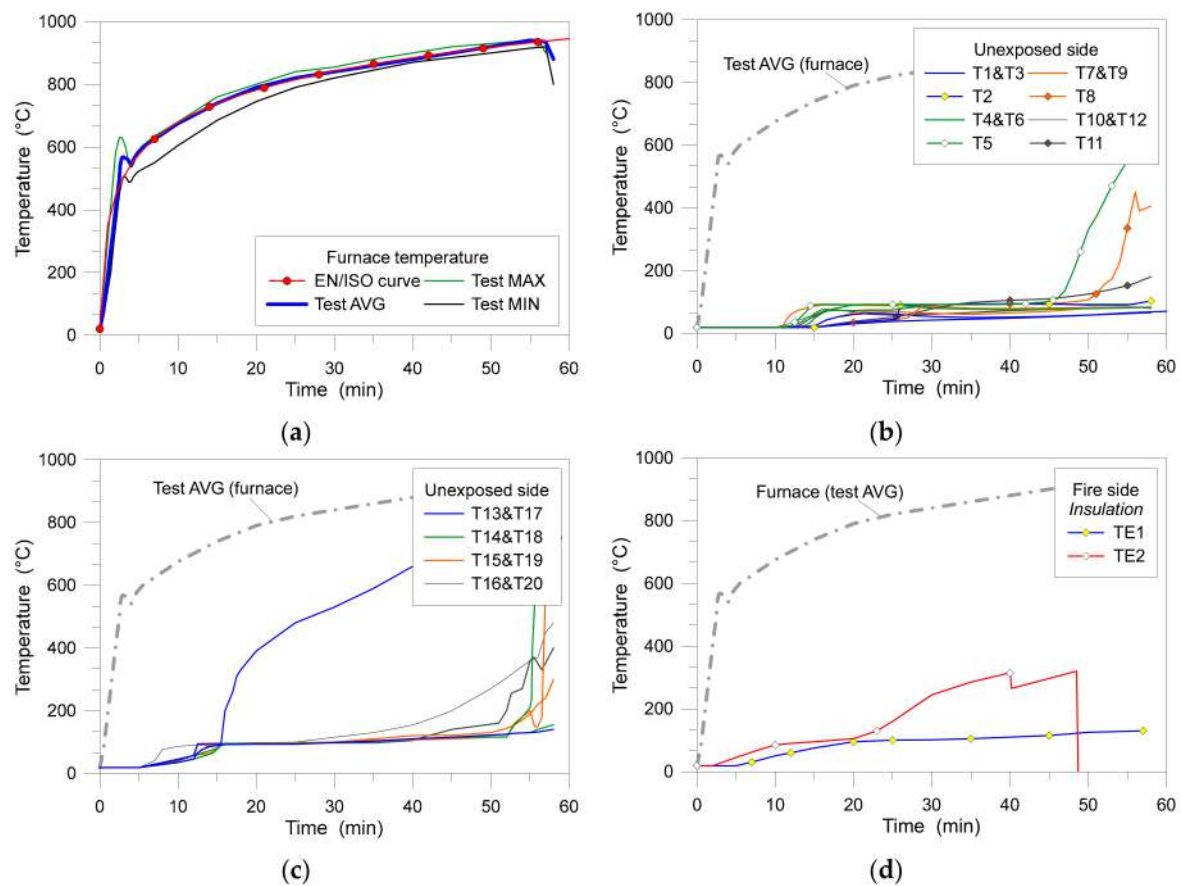 1000
800
600
400
200
0
Temperature (°C)
Furnace temperature
EN/ISO curve
Test MAX
Test AVG
Test MIN
0 10 20 30 40 50 60
Time (min)
(a)
1000
800
600
400
200
0
Temperature (°C)
Test AVG (furnace)
Unexposed side
T1&T3 T7&T9
T2 T8
T4&T6 T10&T12
T5 T11
0 10 20 30 40 50 60
Time (min)
(b)
1000
800
600
400
200
0
Temperature (°C)
Test AVG (furnace)
Unexposed side
T13&T17
T14&T18
T15&T19
T16&T20
0 10 20 30 40 50 60
Time (min)
(c)
1000
800
600
400
200
0
Temperature (°C)
Furnace (test AVG)
Fire side
Insulation
TE1
TE2
0 10 20 30 40 50 60
Time (min)
(d)